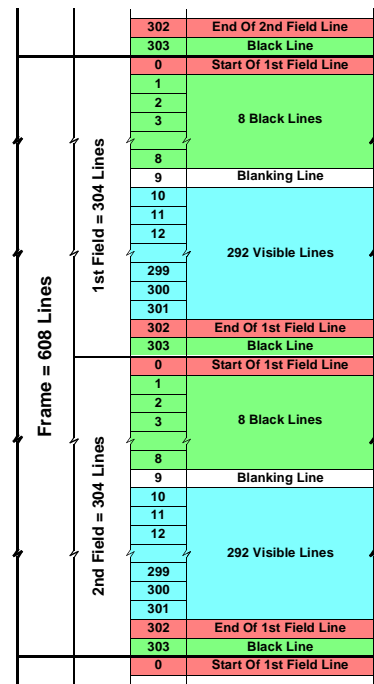 302 End Of 2nd Field Line
303 Black Line
0 Start Of 1st Field Line
1
2
3
8 Black Lines
8
9 Blanking Line
10
11
12
292 Visible Lines
299
300
301
302 End Of 1st Field Line
303 Black Line
0 Start Of 1st Field Line
1
2
3
8 Black Lines
8
9 Blanking Line
10
11
12
292 Visible Lines
299
300
301
302 End Of 1st Field Line
303 Black Line
0 Start Of 1st Field Line
1st Field = 304 Lines
2nd Field = 304 Lines
Frame = 608 Lines